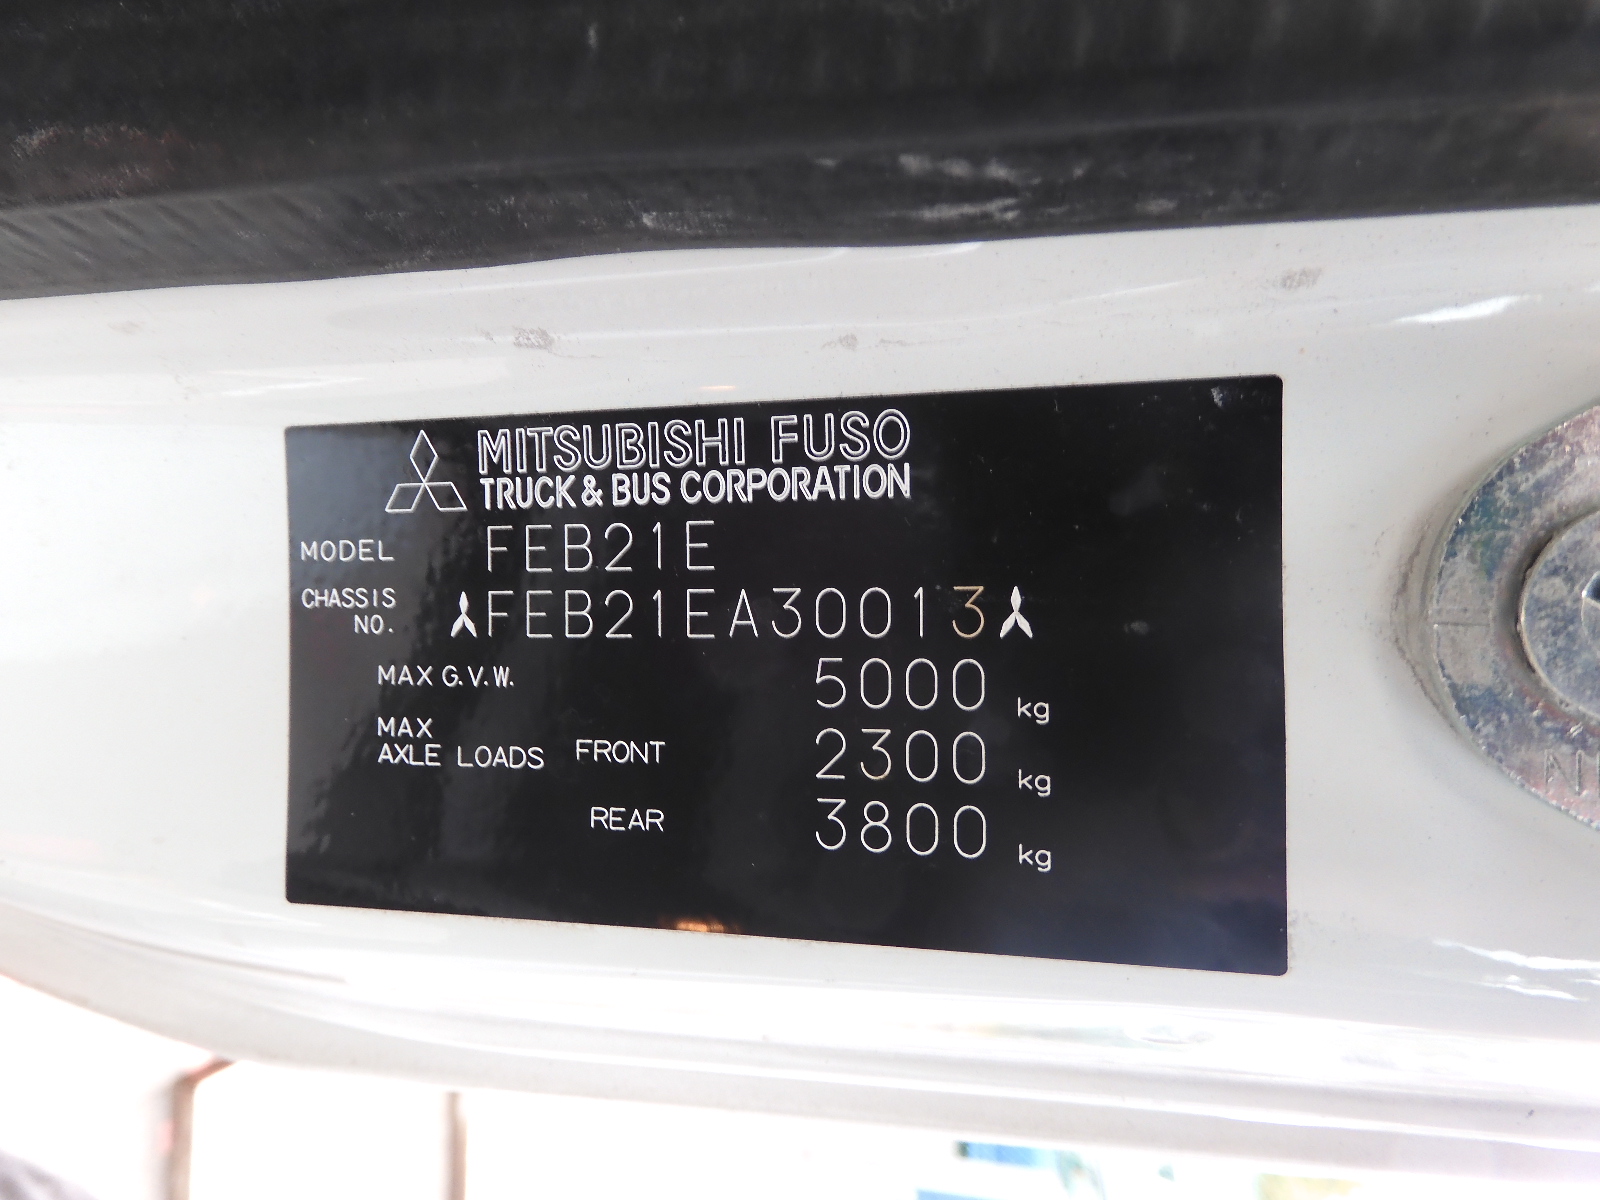 MITSUBISHI FUSO
TRUCK & BUS CORPORATION
MODEL FEB21E
CHASSIS NO. FEB21EA30013
MAX G.V.W. 5000 kg
MAX AXLE LOADS FRONT 2300 kg
REAR 3800 kg